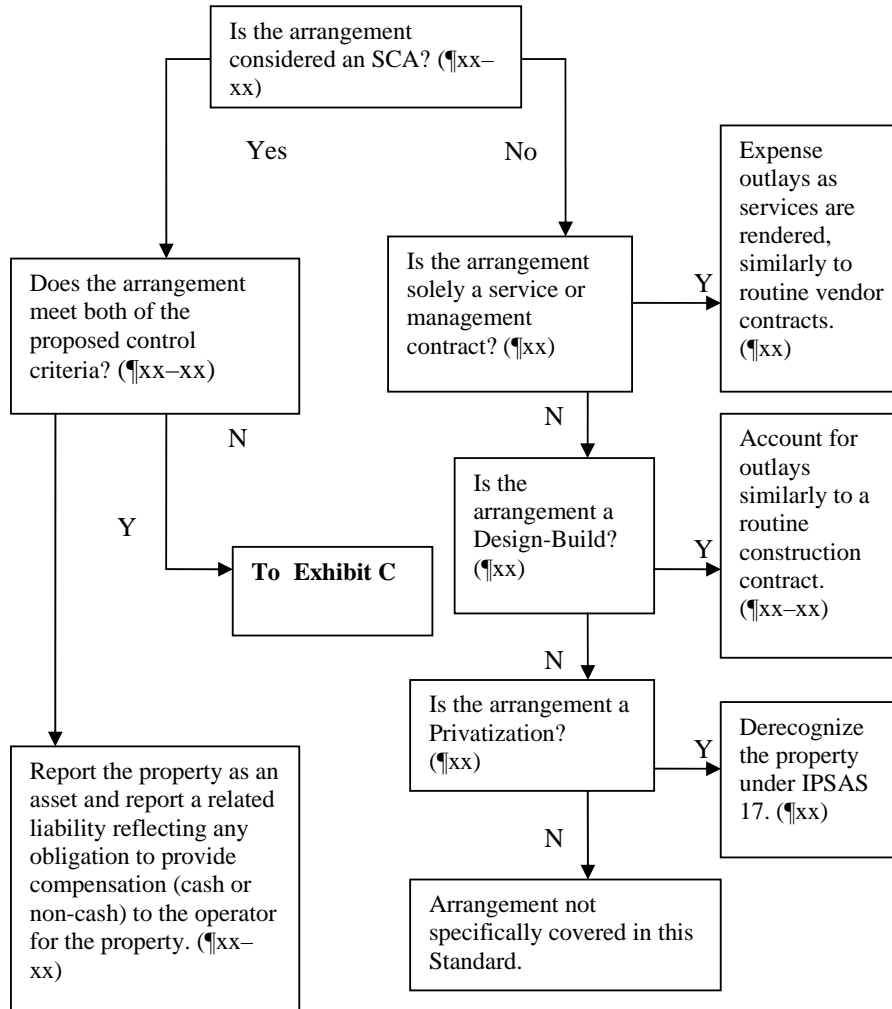 Is the arrangement
considered an SCA? (¶xx–
xx)
Yes
No
Expense
outlays as
services are
rendered,
similarly to
routine vendor
contracts.
(¶xx)
Does the arrangement
meet both of the
proposed control
criteria? (¶xx–xx)
Is the arrangement
solely a service or
management
contract? (¶xx)
Y
N
N
Account for
outlays
similarly to a
routine
construction
contract.
(¶xx–xx)
Is the
arrangement a
Design-Build?
(¶xx)
Y
Y
To Exhibit C
N
Is the arrangement a
Privatization?
(¶xx)
Y
Derecognize
the property
under IPSAS
17. (¶xx)
Report the property as an
asset and report a related
liability reflecting any
obligation to provide
compensation (cash or
non-cash) to the operator
for the property. (¶xx–
xx)
N
Arrangement not
specifically covered in this
Standard.